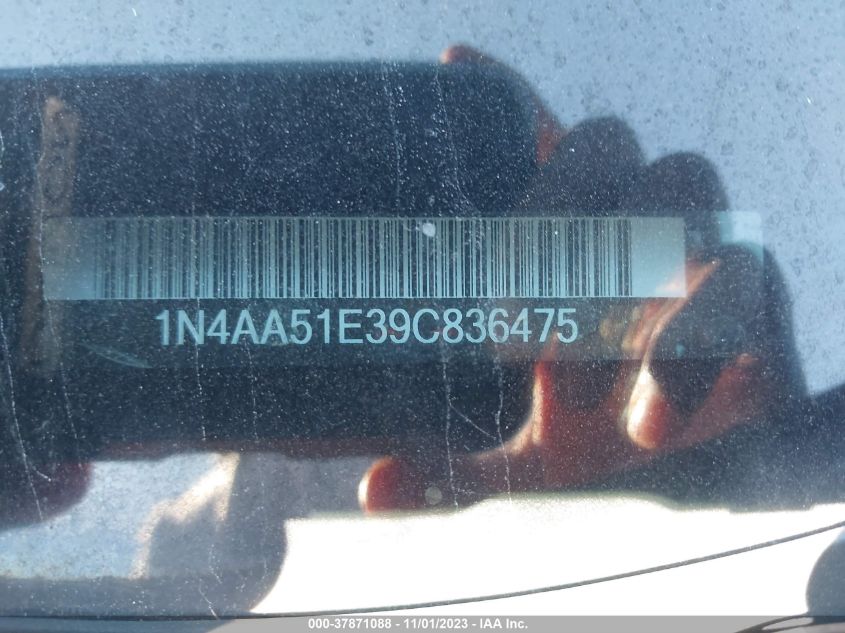 1N4AA51E39C836475
000-37871088 - 11/01/2023 - IAA Inc.